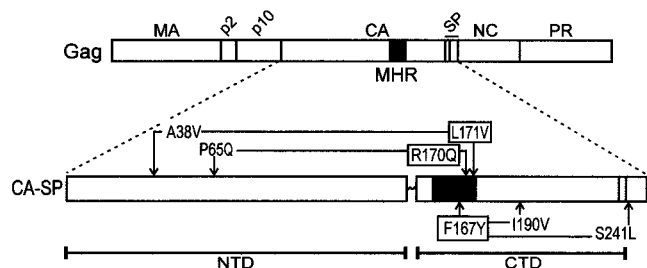 MA p2 p10 CA SP NC PR
Gag
MHR
A38V L171V
P65Q R170Q
CA-SP
F167Y I190V S241L
NTD CTD